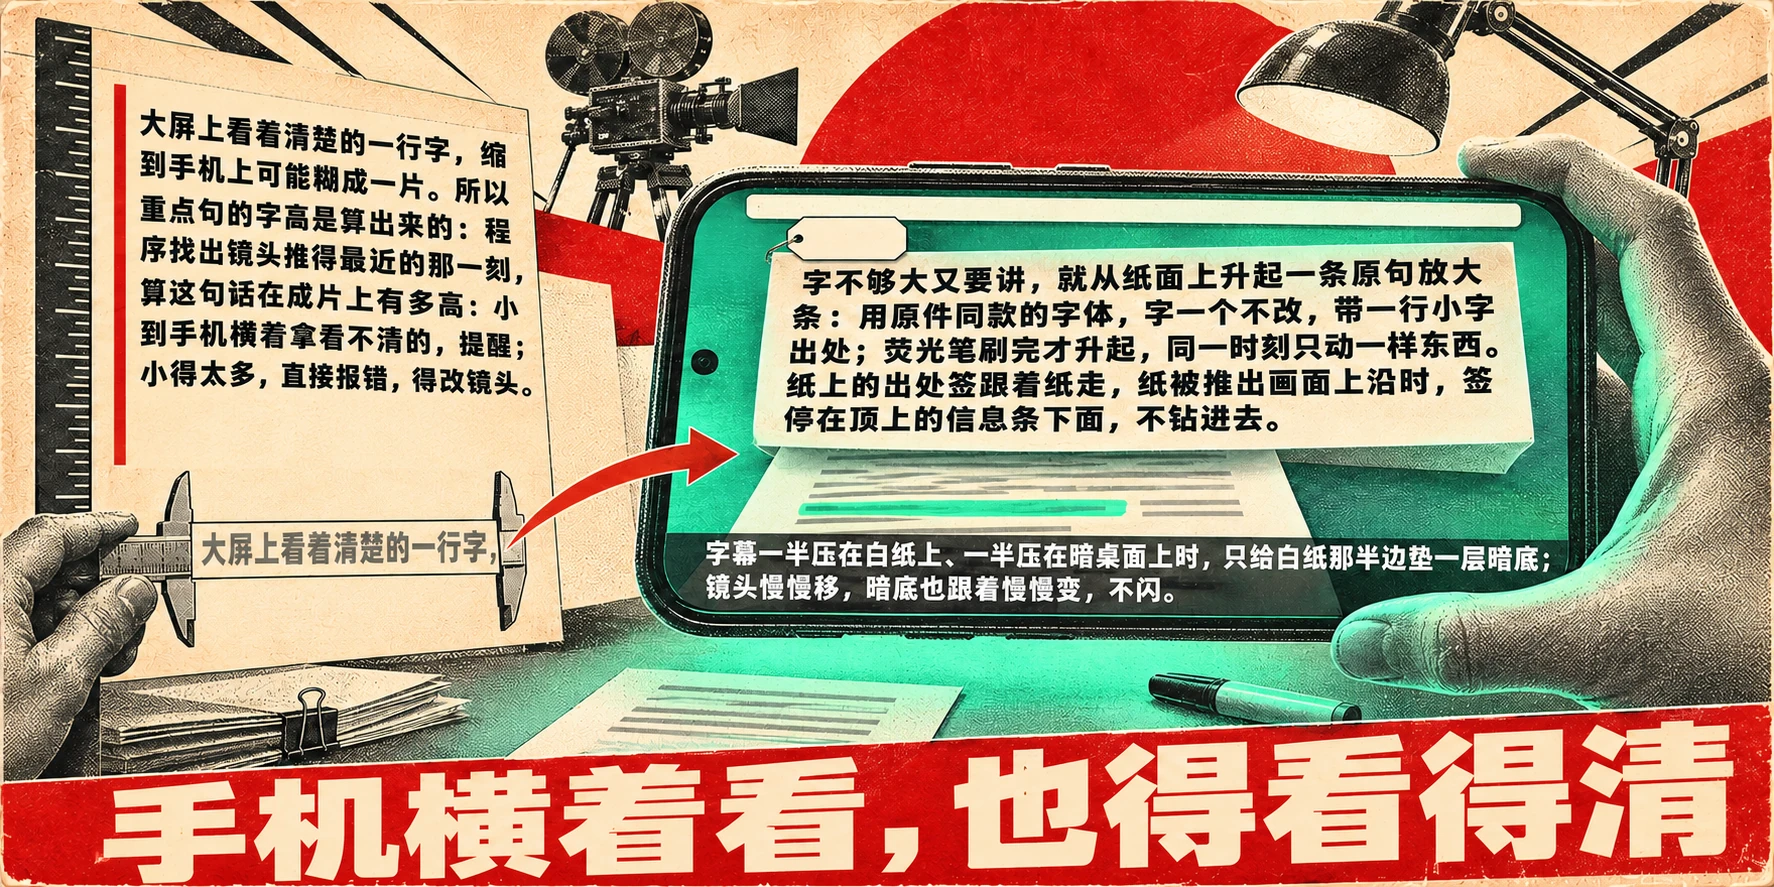 大屏上看着清楚的一行字，缩
到手机上可能糊成一片。所以
重点句的字高是算出来的：程
序找出镜头推得最近的那一刻，
算这句话在成片上有多高：小
到手机横着拿看不清的，提醒；
小得太多，直接报错，得改镜头。
大屏上看着清楚的一行字，
字不够大又要讲，就从纸面上升起一条原句放大
条：用原件同款的字体，字一个不改，带一行小字
出处；荧光笔刷完才升起，同一时刻只动一样东西。
纸上的出处签跟着纸走，纸被推出画面上沿时，签
停在顶上的信息条下面，不钻进去。
字幕一半压在白纸上、一半压在暗桌面上时，只给白纸那半边垫一层暗底；
镜头慢慢移，暗底也跟着慢慢变，不闪。
手机横着看，也得看得清